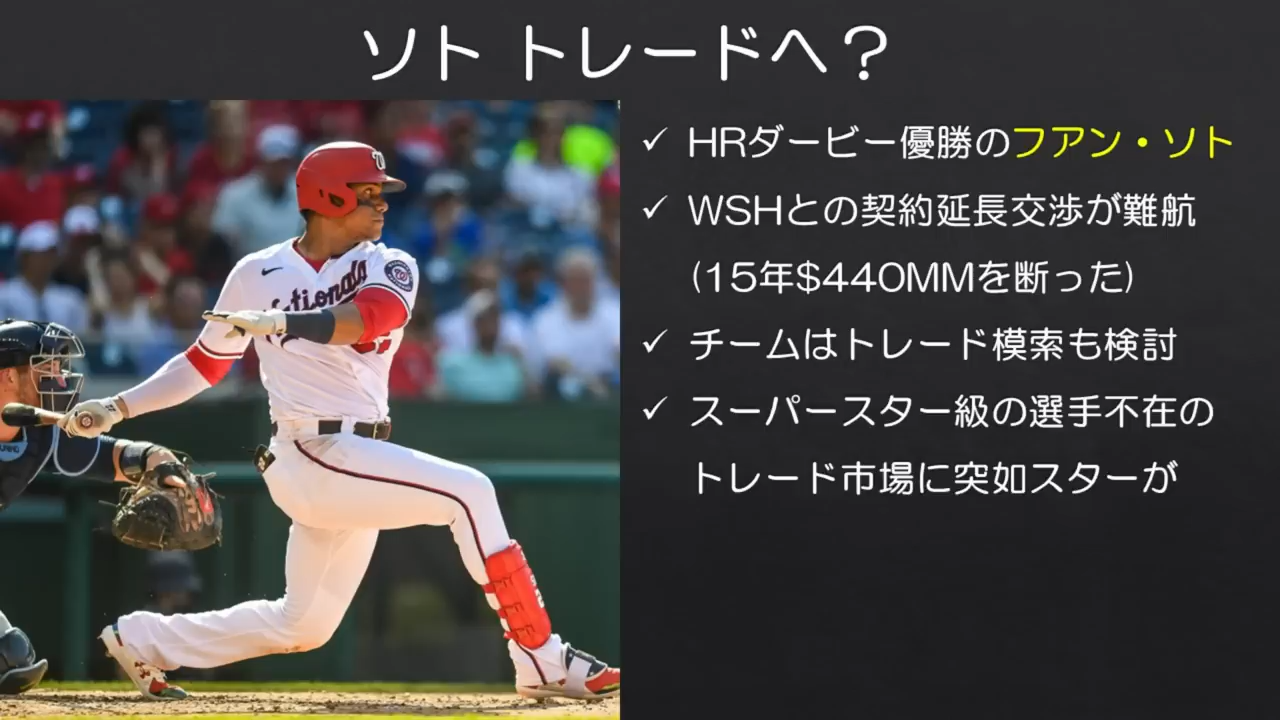 ソト トレードへ？
✓ HRダービー優勝のフアン・ソト
✓ WSHとの契約延長交渉が難航
(15年$440MMを断った)
✓ チームはトレード模索も検討
✓ スーパースター級の選手不在の
トレード市場に突如スターが
Nationals